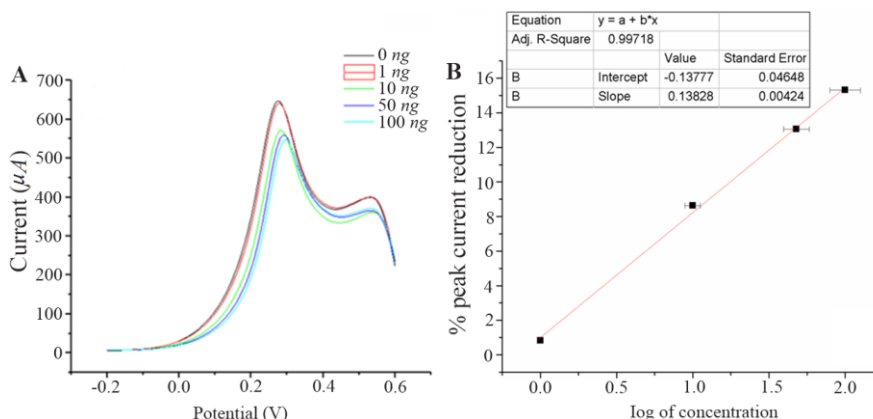 Equation y = a + b*x
Adj. R-Square 0.99718
Value Standard Error
B Intercept -0.13777 0.04648
B Slope 0.13828 0.00424
A
0 ng
1 ng
10 ng
50 ng
100 ng
700
600
500
400
300
200
100
0
Current (µA)
-0.2 0.0 0.2 0.4 0.6
Potential (V)
B
16
14
12
10
8
6
4
2
0
% peak current reduction
0.0 0.5 1.0 1.5 2.0
log of concentration